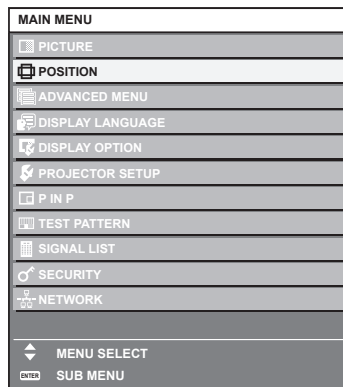 MAIN MENU
PICTURE
POSITION
ADVANCED MENU
DISPLAY LANGUAGE
DISPLAY OPTION
PROJECTOR SETUP
P IN P
TEST PATTERN
SIGNAL LIST
SECURITY
NETWORK
MENU SELECT
ENTER SUB MENU